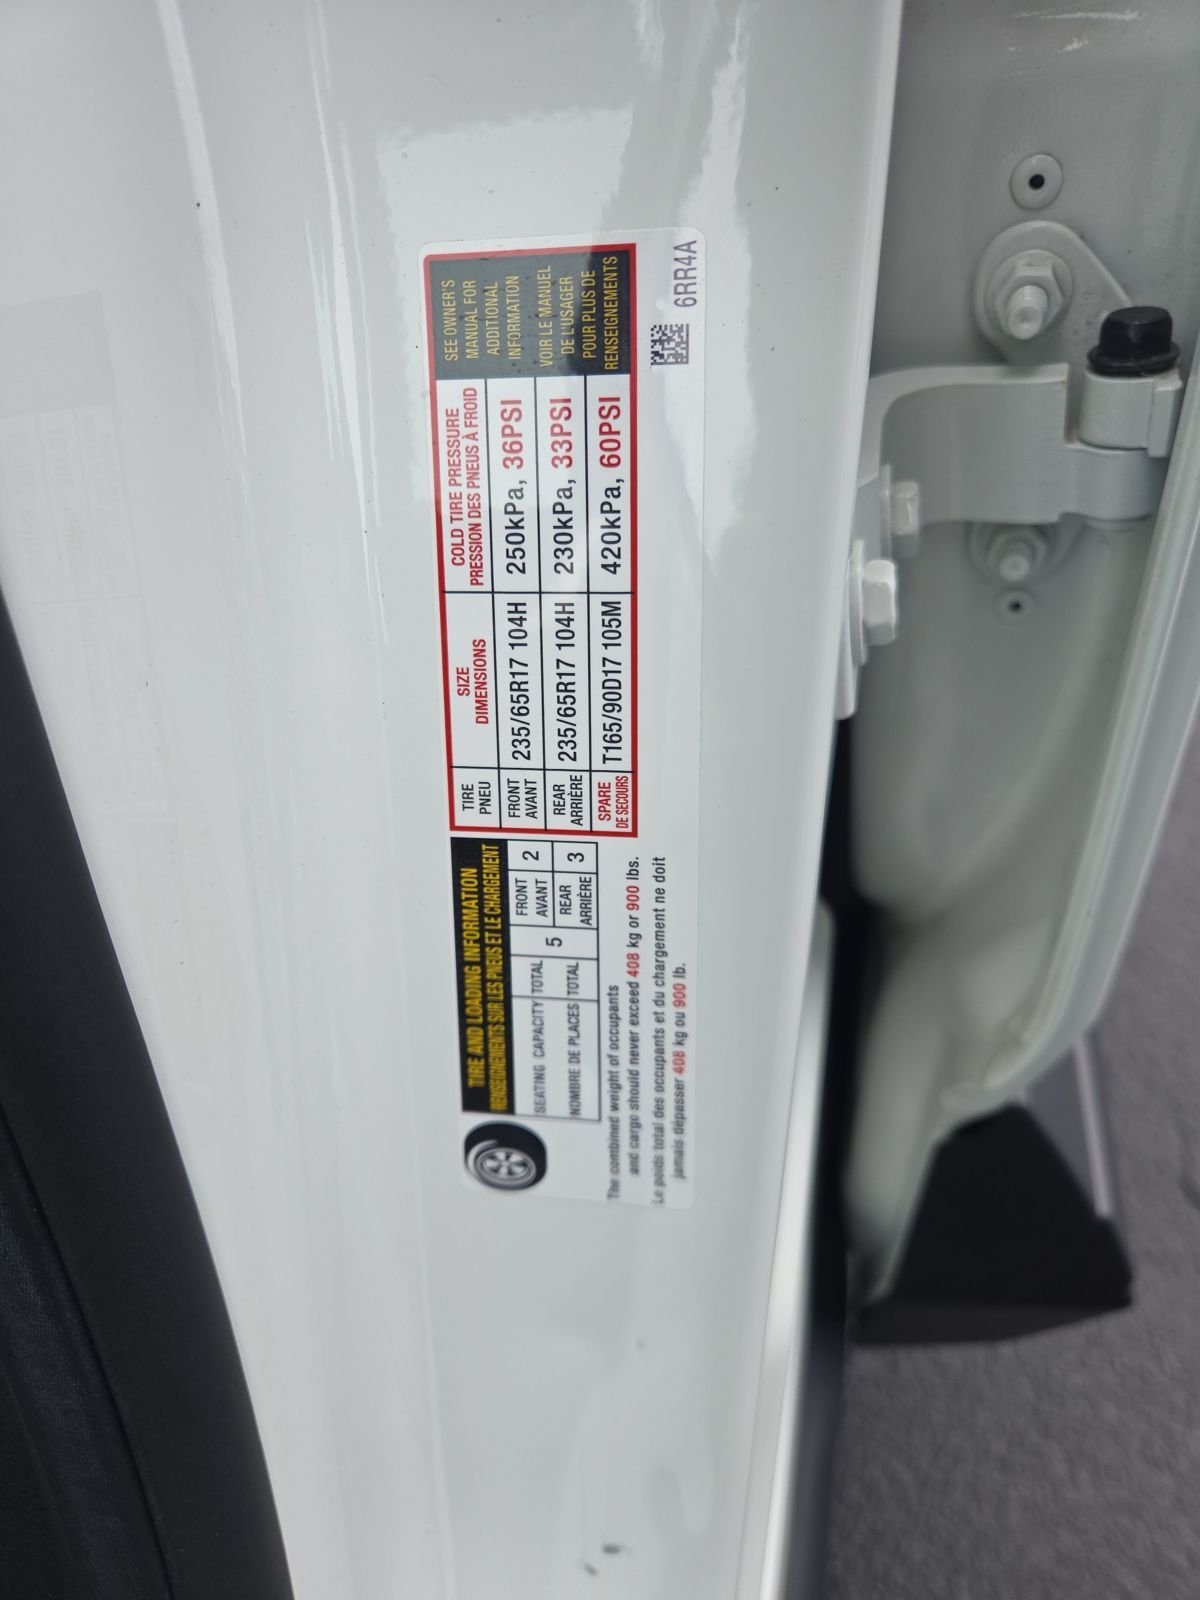 TIRE AND LOADING INFORMATION
RENSEIGNEMENTS SUR LES PNEUS ET LE CHARGEMENT
SEATING CAPACITY TOTAL 5 FRONT 2
AVANT
NOMBRE DE PLACES TOTAL REAR 3
ARRIÈRE
The combined weight of occupants
and cargo should never exceed 408 kg or 900 lbs.
Le poids total des occupants et du chargement ne doit
jamais dépasser 408 kg ou 900 lb.
TIRE SIZE COLD TIRE PRESSURE
PNEU DIMENSIONS PRESSION DES PNEUS À FROID
FRONT 235/65R17 104H 250kPa, 36PSI
AVANT
REAR 235/65R17 104H 230kPa, 33PSI
ARRIÈRE
SPARE T165/90D17 105M 420kPa, 60PSI
DE SECOURS
SEE OWNER'S
MANUAL FOR
ADDITIONAL
INFORMATION
VOIR LE MANUEL
DE L'USAGER
POUR PLUS DE
RENSEIGNEMENTS
6RR4A